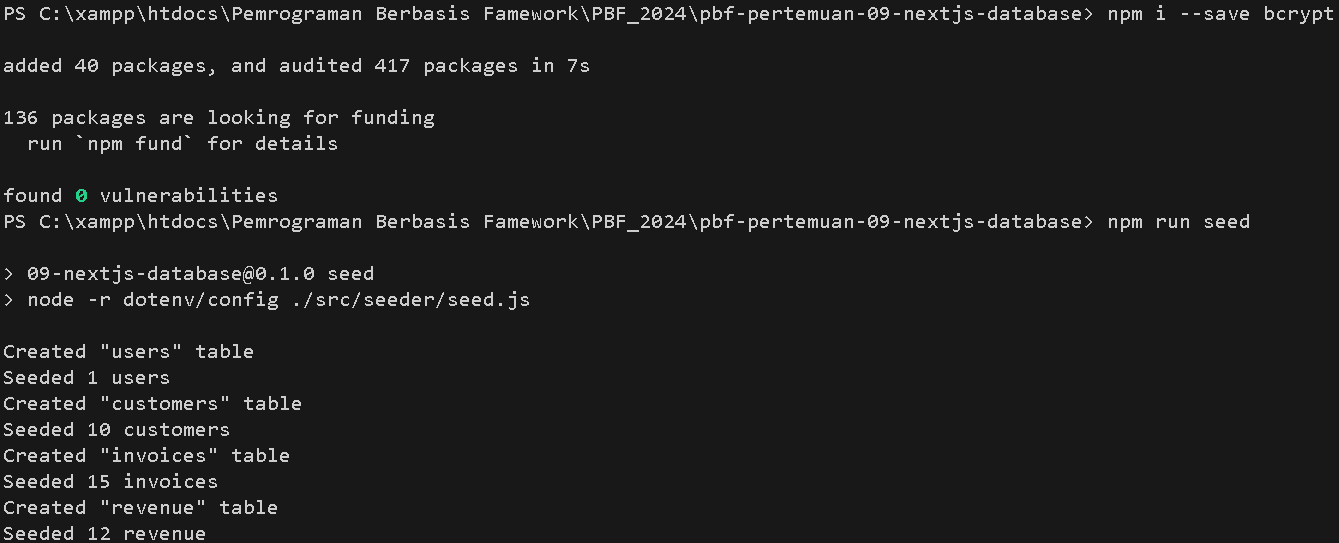 PS C:\xampp\htdocs\Pemrograman Berbasis Famework\PBF_2024\pbf-pertemuan-09-nextjs-database> npm i --save bcrypt
added 40 packages, and audited 417 packages in 7s
136 packages are looking for funding
  run `npm fund` for details
found 0 vulnerabilities
PS C:\xampp\htdocs\Pemrograman Berbasis Famework\PBF_2024\pbf-pertemuan-09-nextjs-database> npm run seed
> 09-nextjs-database@0.1.0 seed
> node -r dotenv/config ./src/seeder/seed.js
Created "users" table
Seeded 1 users
Created "customers" table
Seeded 10 customers
Created "invoices" table
Seeded 15 invoices
Created "revenue" table
Seeded 12 revenue